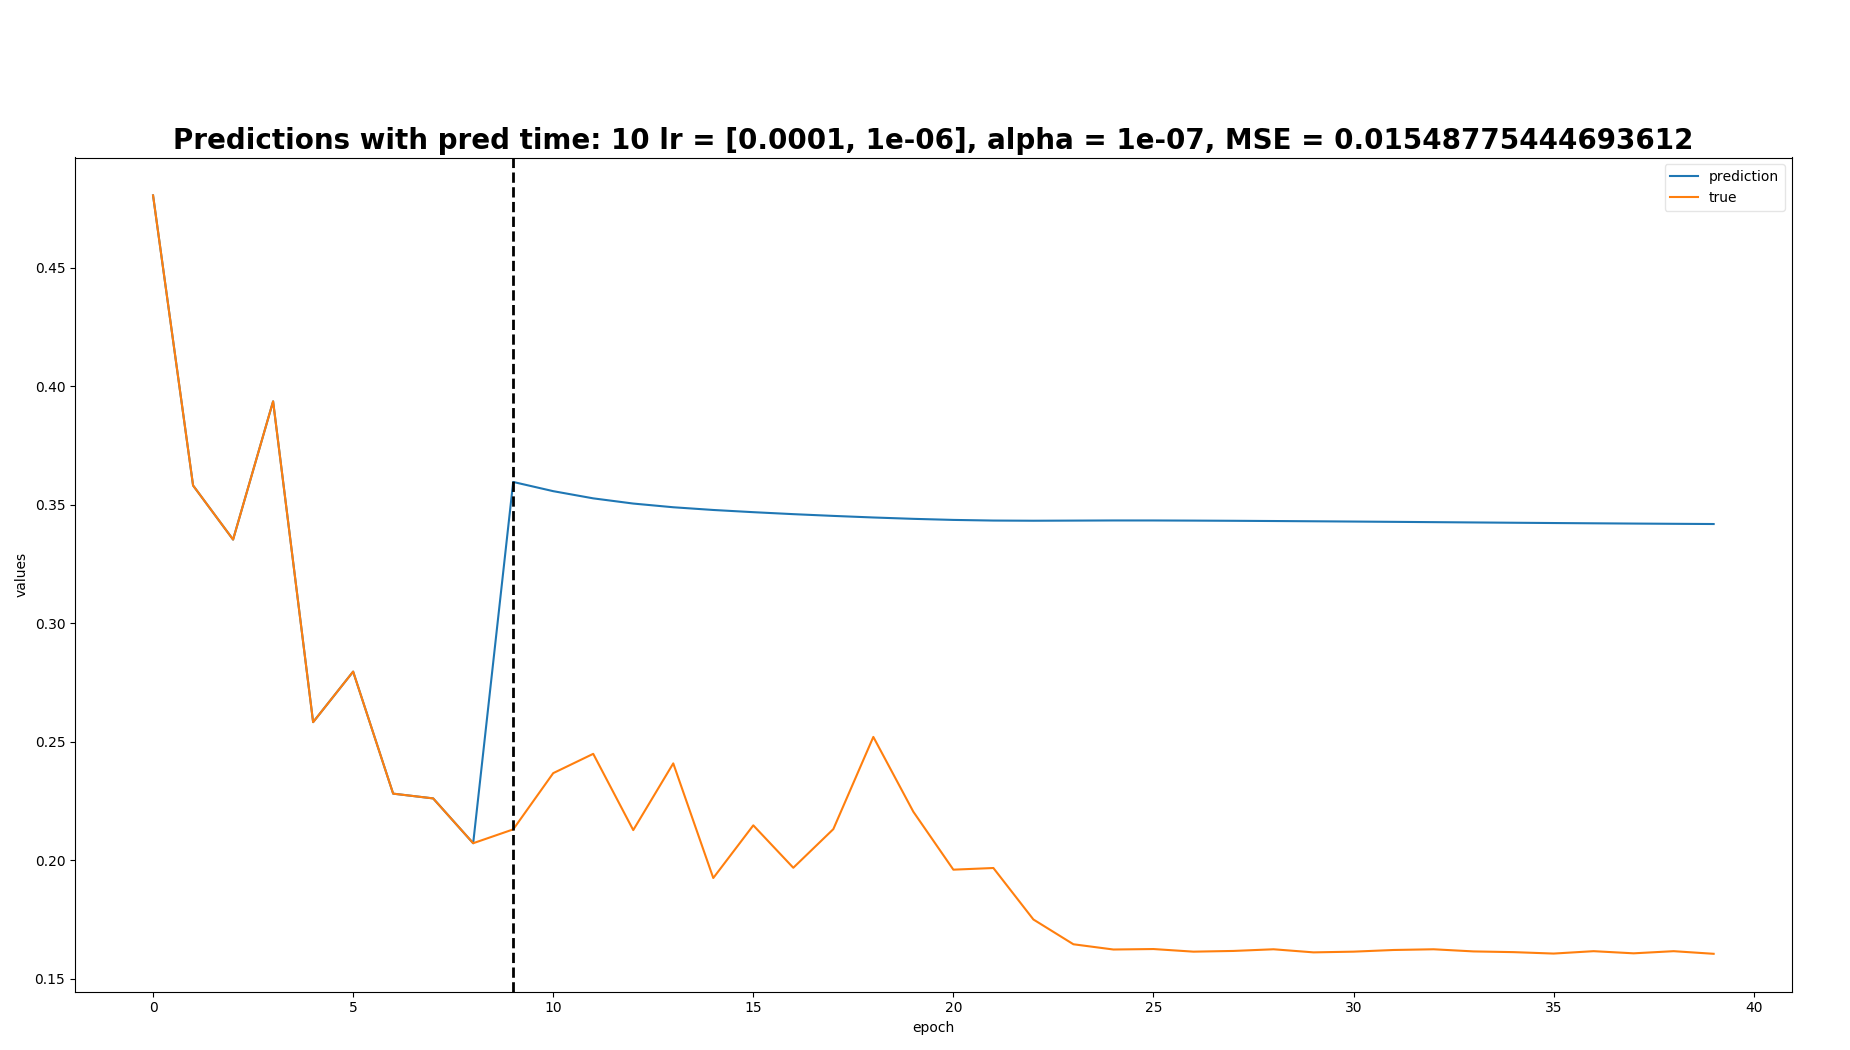 Predictions with pred time: 10 lr = [0.0001, 1e-06], alpha = 1e-07, MSE = 0.01548775444693612
prediction
true
0.45
0.40
0.35
0.30
0.25
0.20
0.15
values
0 5 10 15 20 25 30 35 40
epoch